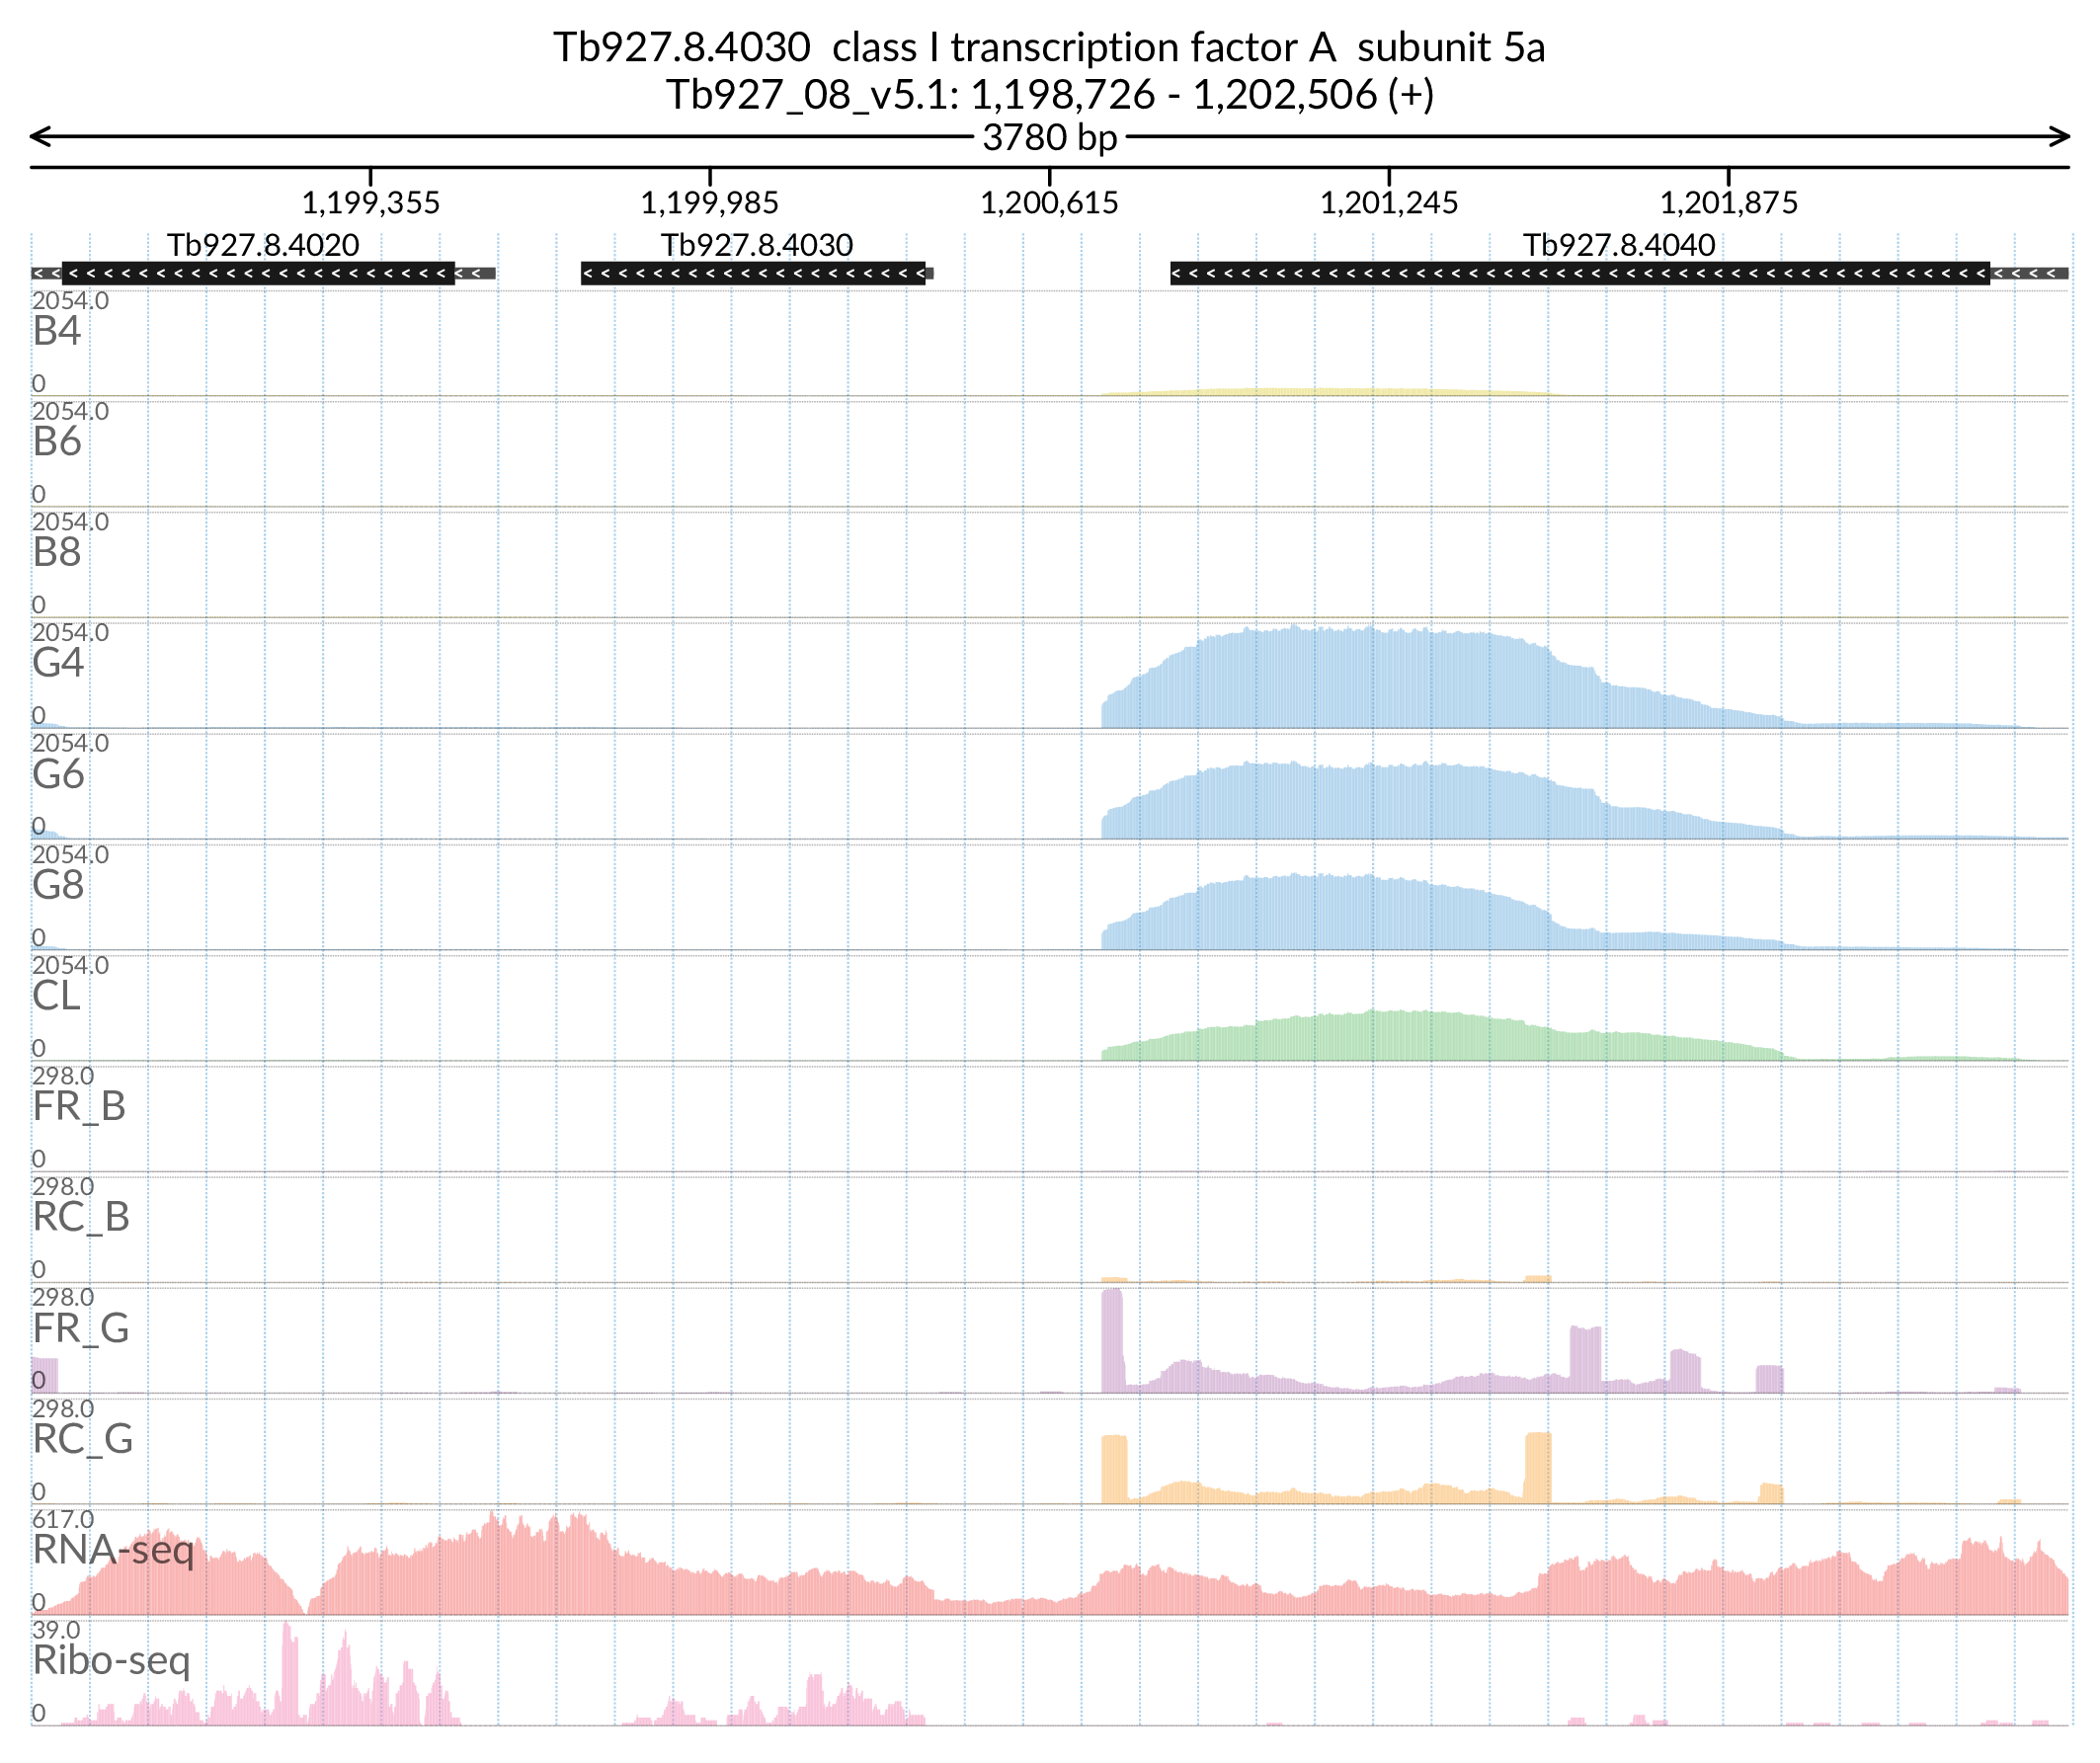 Tb927.8.4030  class I transcription factor A  subunit 5a
Tb927_08_v5.1: 1,198,726 - 1,202,506 (+)
3780 bp
1,199,355 1,199,985 1,200,615 1,201,245 1,201,875
Tb927.8.4020 Tb927.8.4030 Tb927.8.4040
2054.0
B4
0
2054.0
B6
0
2054.0
B8
0
2054.0
G4
0
2054.0
G6
0
2054.0
G8
0
2054.0
CL
0
298.0
FR_B
0
298.0
RC_B
0
298.0
FR_G
0
298.0
RC_G
0
617.0
RNA-seq
0
39.0
Ribo-seq
0